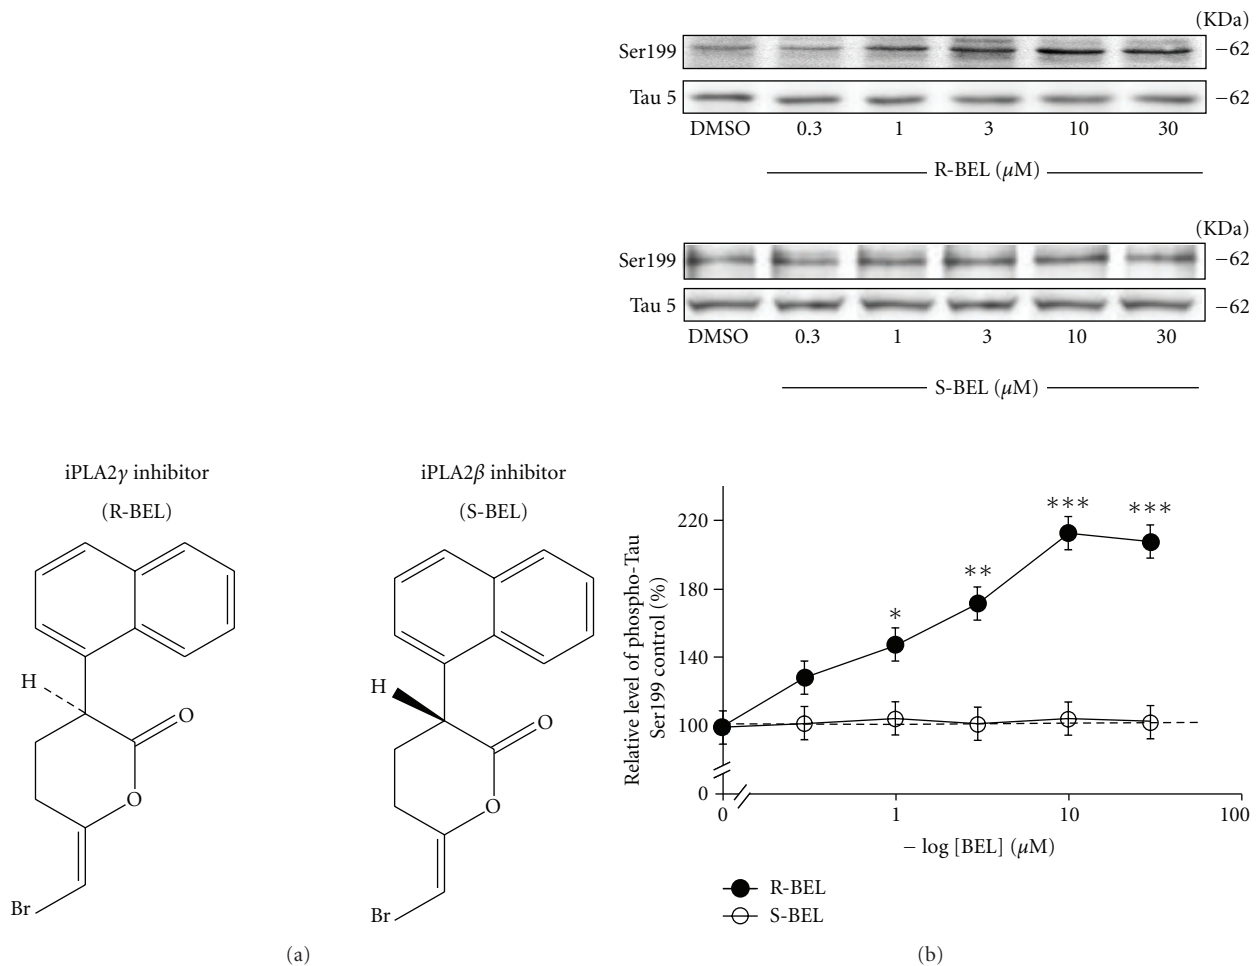 (KDa)
Ser199
−62
Tau 5
−62
DMSO 0.3 1 3 10 30
R-BEL (μM)
(KDa)
Ser199
−62
Tau 5
−62
DMSO 0.3 1 3 10 30
S-BEL (μM)
iPLA2γ inhibitor
(R-BEL)
H
O
O
Br
iPLA2β inhibitor
(S-BEL)
H
O
O
Br
(a)
Relative level of phospho-Tau
Ser199 control (%)
220
180
140
100
0
*
**
***
***
0 1 10 100
− log [BEL] (μM)
R-BEL
S-BEL
(b)